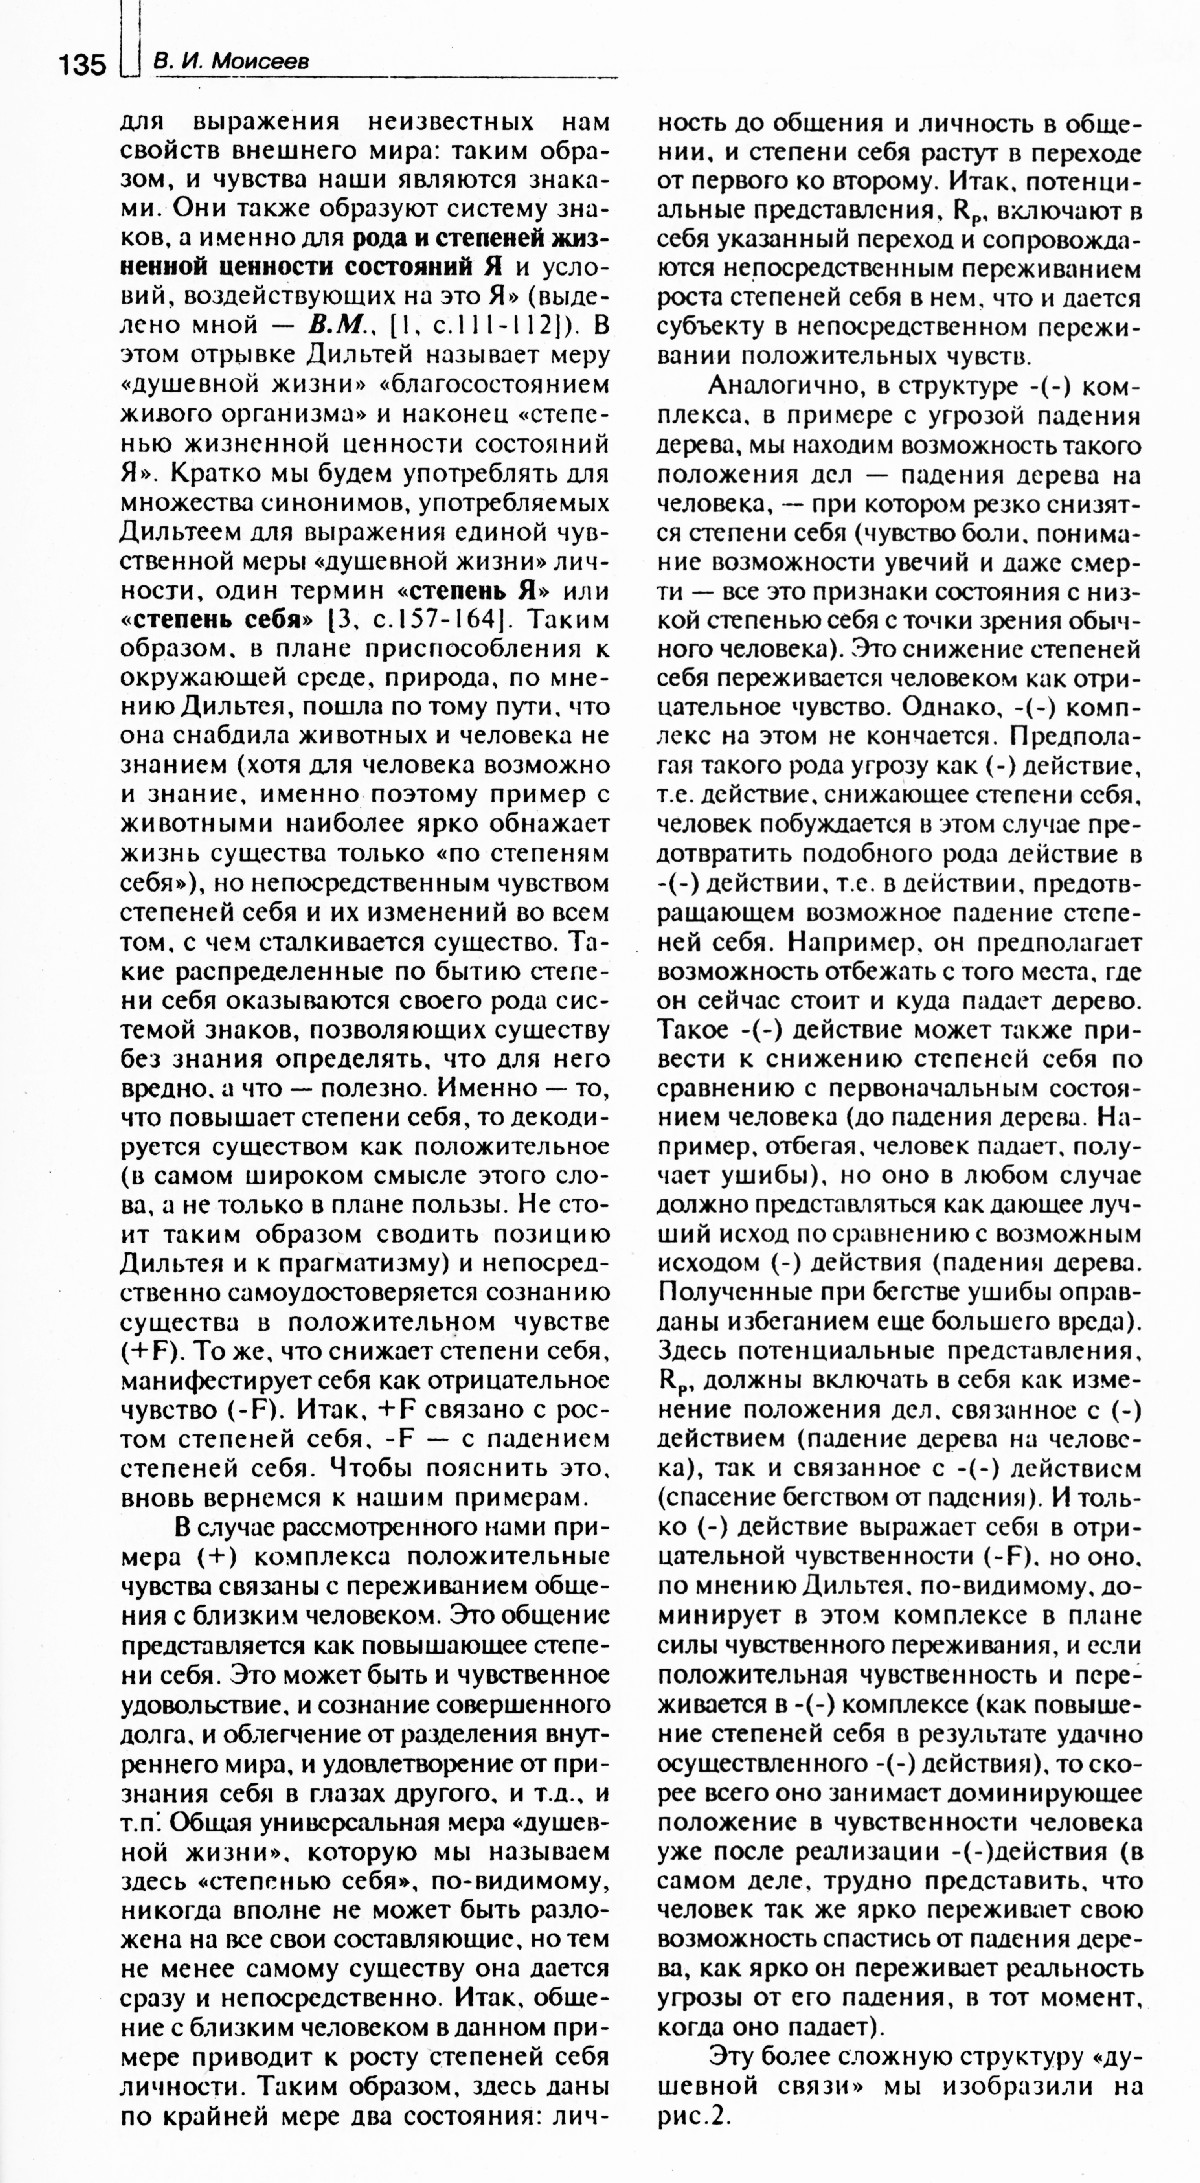 135
В. И. Моисеев
для выражения неизвестных нам
свойств внешнего мира: таким обра-
зом, и чувства наши являются знака-
ми. Они также образуют систему зна-
ков, а именно для рода и степеней жиз-
ненной ценности состояний Я и усло-
вий, воздействующих на это Я» (выде-
лено мной — В.М., [1, с.111-112]). В
этом отрывке Дильтей называет меру
«душевной жизни» «благосостоянием
живого организма» и наконец «степе-
нью жизненной ценности состояний
Я». Кратко мы будем употреблять для
множества синонимов, употребляемых
Дильтеем для выражения единой чув-
ственной меры «душевной жизни» лич-
ности, один термин «степень Я» или
«степень себя» [3, с.157-164]. Таким
образом, в плане приспособления к
окружающей среде, природа, по мне-
нию Дильтея, пошла по тому пути, что
она снабдила животных и человека не
знанием (хотя для человека возможно
и знание, именно поэтому пример с
животными наиболее ярко обнажает
жизнь существа только «по степеням
себя»), но непосредственным чувством
степеней себя и их изменений во всем
том, с чем сталкивается существо. Та-
кие распределенные по бытию степе-
ни себя оказываются своего рода сис-
темой знаков, позволяющих существу
без знания определять, что для него
вредно, а что — полезно. Именно — то,
что повышает степени себя, то декоди-
руется существом как положительное
(в самом широком смысле этого сло-
ва, а не только в плане пользы. Не сто-
ит таким образом сводить позицию
Дильтея и к прагматизму) и непосред-
ственно самоудостоверяется сознанию
существа в положительном чувстве
(+F). То же, что снижает степени себя,
манифестирует себя как отрицательное
чувство (-F). Итак, +F связано с рос-
том степеней себя, -F — с падением
степеней себя. Чтобы пояснить это,
вновь вернемся к нашим примерам.
В случае рассмотренного нами при-
мера (+) комплекса положительные
чувства связаны с переживанием обще-
ния с близким человеком. Это общение
представляется как повышающее степе-
ни себя. Это может быть и чувственное
удовольствие, и сознание совершенного
долга, и облегчение от разделения внут-
реннего мира, и удовлетворение от при-
знания себя в глазах другого, и т.д., и
т.п. Общая универсальная мера «душев-
ной жизни», которую мы называем
здесь «степенью себя», по-видимому,
никогда вполне не может быть разло-
жена на все свои составляющие, но тем
не менее самому существу она дается
сразу и непосредственно. Итак, обще-
ние с близким человеком в данном при-
мере приводит к росту степеней себя
личности. Таким образом, здесь даны
по крайней мере два состояния: лич-
ность до общения и личность в обще-
нии, и степени себя растут в переходе
от первого ко второму. Итак, потенци-
альные представления, Rр, включают в
себя указанный переход и сопровожда-
ются непосредственным переживанием
роста степеней себя в нем, что и дается
субъекту в непосредственном пережи-
вании положительных чувств.
Аналогично, в структуре -(-) ком-
плекса, в примере с угрозой падения
дерева, мы находим возможность такого
положения дел — падения дерева на
человека, — при котором резко снизят-
ся степени себя (чувство боли, понима-
ние возможности увечий и даже смер-
ти — все это признаки состояния с низ-
кой степенью себя с точки зрения обыч-
ного человека). Это снижение степеней
себя переживается человеком как отри-
цательное чувство. Однако, -(-) комп-
лекс на этом не кончается. Предпола-
гая такого рода угрозу как (-) действие,
т.е. действие, снижающее степени себя,
человек побуждается в этом случае пре-
дотвратить подобного рода действие в
-(-) действии, т.е. в действии, предотв-
ращающем возможное падение степе-
ней себя. Например, он предполагает
возможность отбежать с того места, где
он сейчас стоит и куда падает дерево.
Такое -(-) действие может также при-
вести к снижению степеней себя по
сравнению с первоначальным состоя-
нием человека (до падения дерева. На-
пример, отбегая, человек падает, полу-
чает ушибы), но оно в любом случае
должно представляться как дающее луч-
ший исход по сравнению с возможным
исходом (-) действия (падения дерева.
Полученные при бегстве ушибы оправ-
даны избеганием еще большего вреда).
Здесь потенциальные представления,
Rр, должны включать в себя как изме-
нение положения дел, связанное с (-)
действием (падение дерева на челове-
ка), так и связанное с -(-) действием
(спасение бегством от падения). И толь-
ко (-) действие выражает себя в отри-
цательной чувственности (-F), но оно,
по мнению Дильтея, по-видимому, до-
минирует в этом комплексе в плане
силы чувственного переживания, и если
положительная чувственность и пере-
живается в -(-) комплексе (как повыше-
ние степеней себя в результате удачно
осуществленного -(-) действия), то ско-
рее всего оно занимает доминирующее
положение в чувственности человека
уже после реализации -(-)действия (в
самом деле, трудно представить, что
человек так же ярко переживает свою
возможность спастись от падения дере-
ва, как ярко он переживает реальность
угрозы от его падения, в тот момент,
когда оно падает).
Эту более сложную структуру «ду-
шевной связи» мы изобразили на
рис.2.